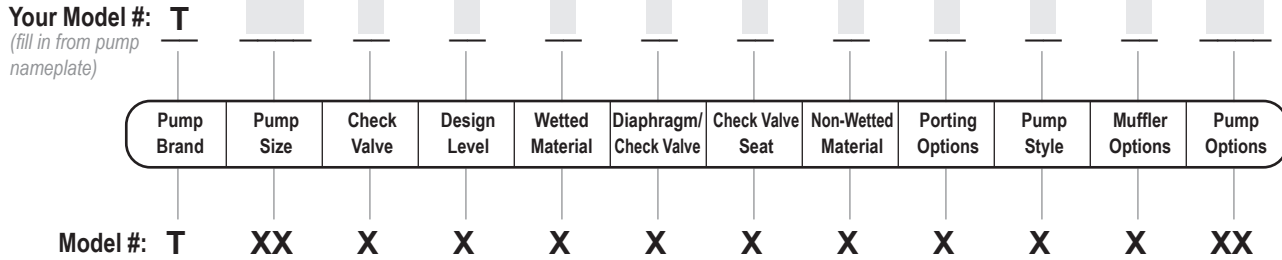 Your Model #: T
(fill in from pump
nameplate)
Pump Pump Check Design Wetted Diaphragm/ Check Valve Non-Wetted Porting Pump Muffler Pump
Brand Size Valve Level Material Check Valve Seat Material Options Style Options Options
Model #: T XX X X X X X X X X X XX